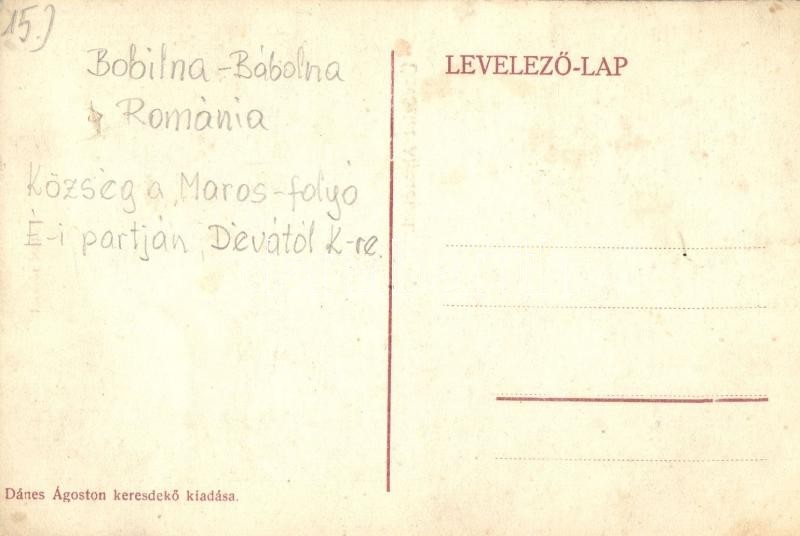 15.)
Bobilna - Bábolna
Románia
Község a Maros-folyó
É-i partján, Dévától K-re.
LEVELEZŐ-LAP
Dánes Ágoston keresdekő kiadása.